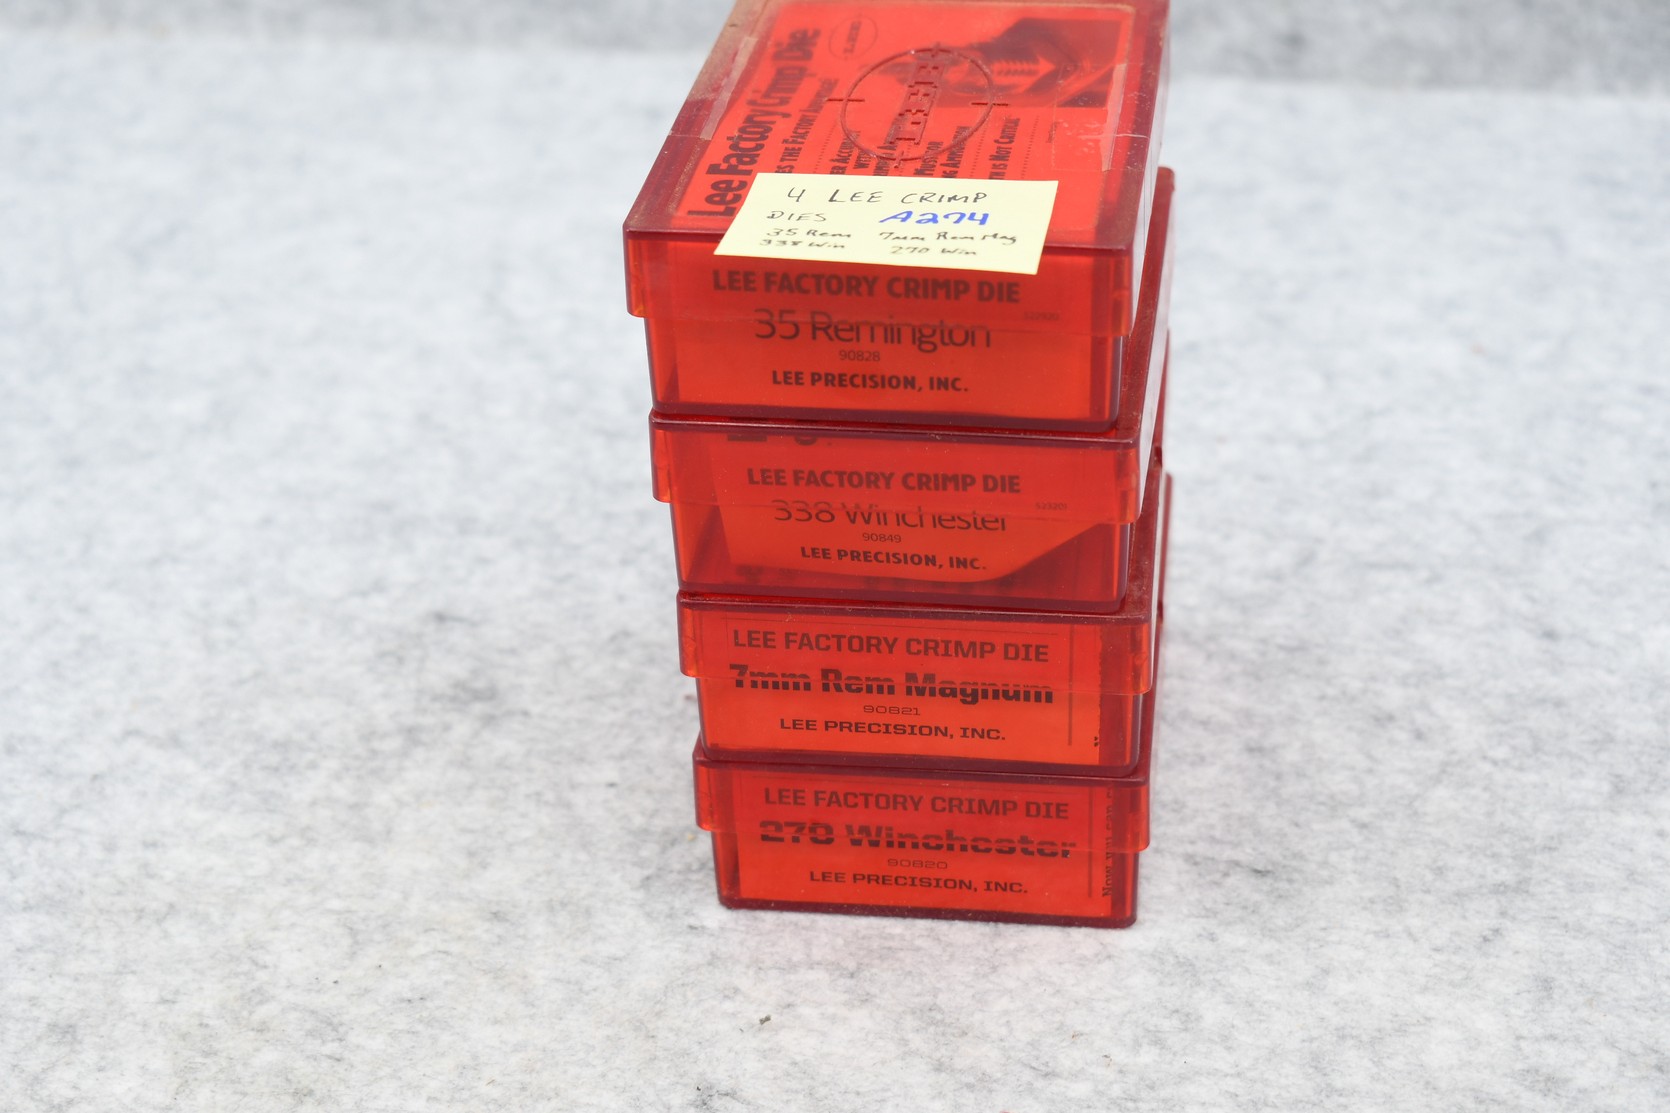 Lee Factory Crimp Die
THE FACTORY
4 LEE CRIMP
DIES A274
35 Rem 7mm Rem Mag
338 Win 270 Win
LEE FACTORY CRIMP DIE
35 Remington
90828
LEE PRECISION, INC.
LEE FACTORY CRIMP DIE
338 Winchester
90849
LEE PRECISION, INC.
LEE FACTORY CRIMP DIE
7mm Rem Magnum
90821
LEE PRECISION, INC.
LEE FACTORY CRIMP DIE
270 Winchester
90820
LEE PRECISION, INC.